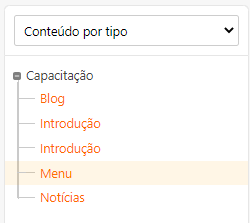 Conteúdo por tipo
Capacitação
Blog
Introdução
Introdução
Menu
Notícias